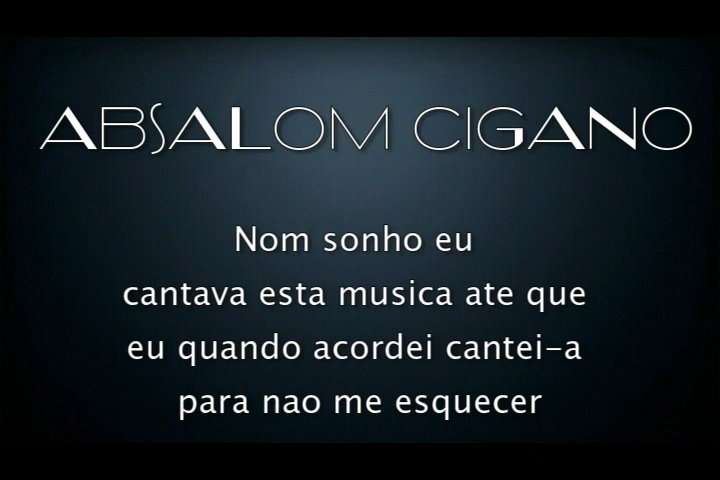 ABSALOM CIGANO
Nom sonho eu
cantava esta musica ate que
eu quando acordei cantei-a
para nao me esquecer